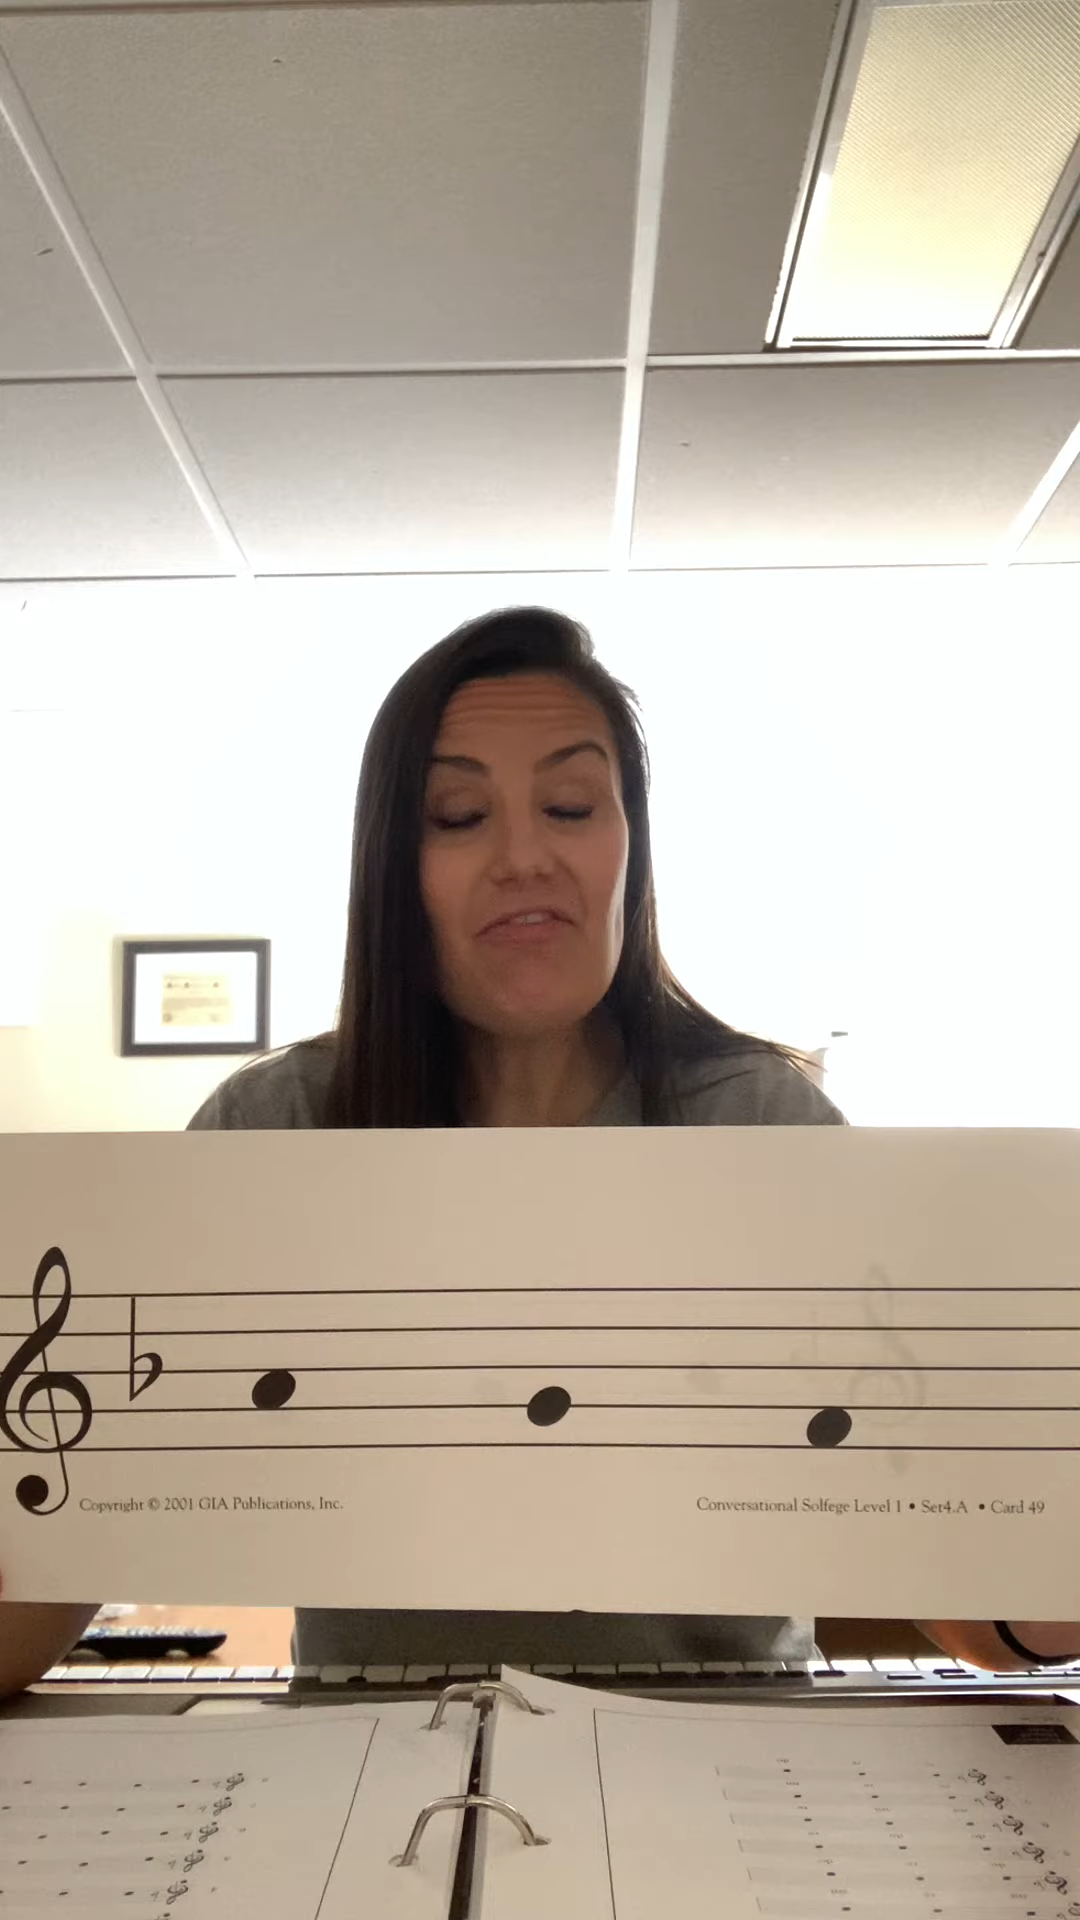 Copyright © 2001 GIA Publications, Inc.
Conversational Solfege Level 1 • Set4.A • Card 49